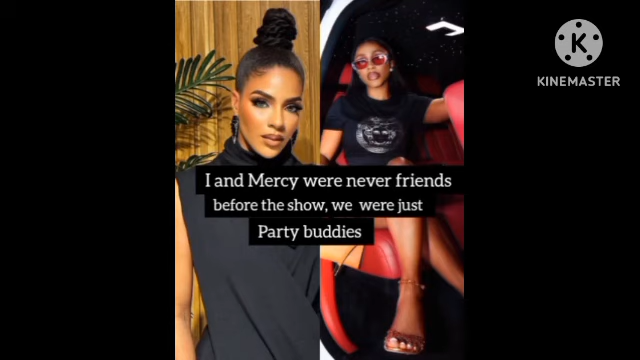 K
KINEMASTER
I and Mercy were never friends
before the show, we were just
Party buddies